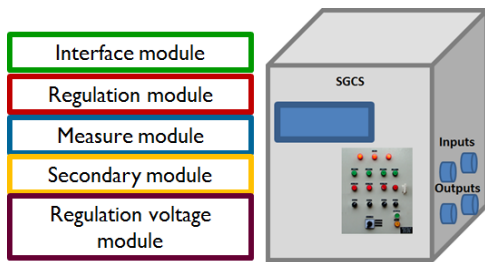 Interface module
Regulation module
Measure module
Secondary module
Regulation voltage
module
SGCS
Inputs
Outputs